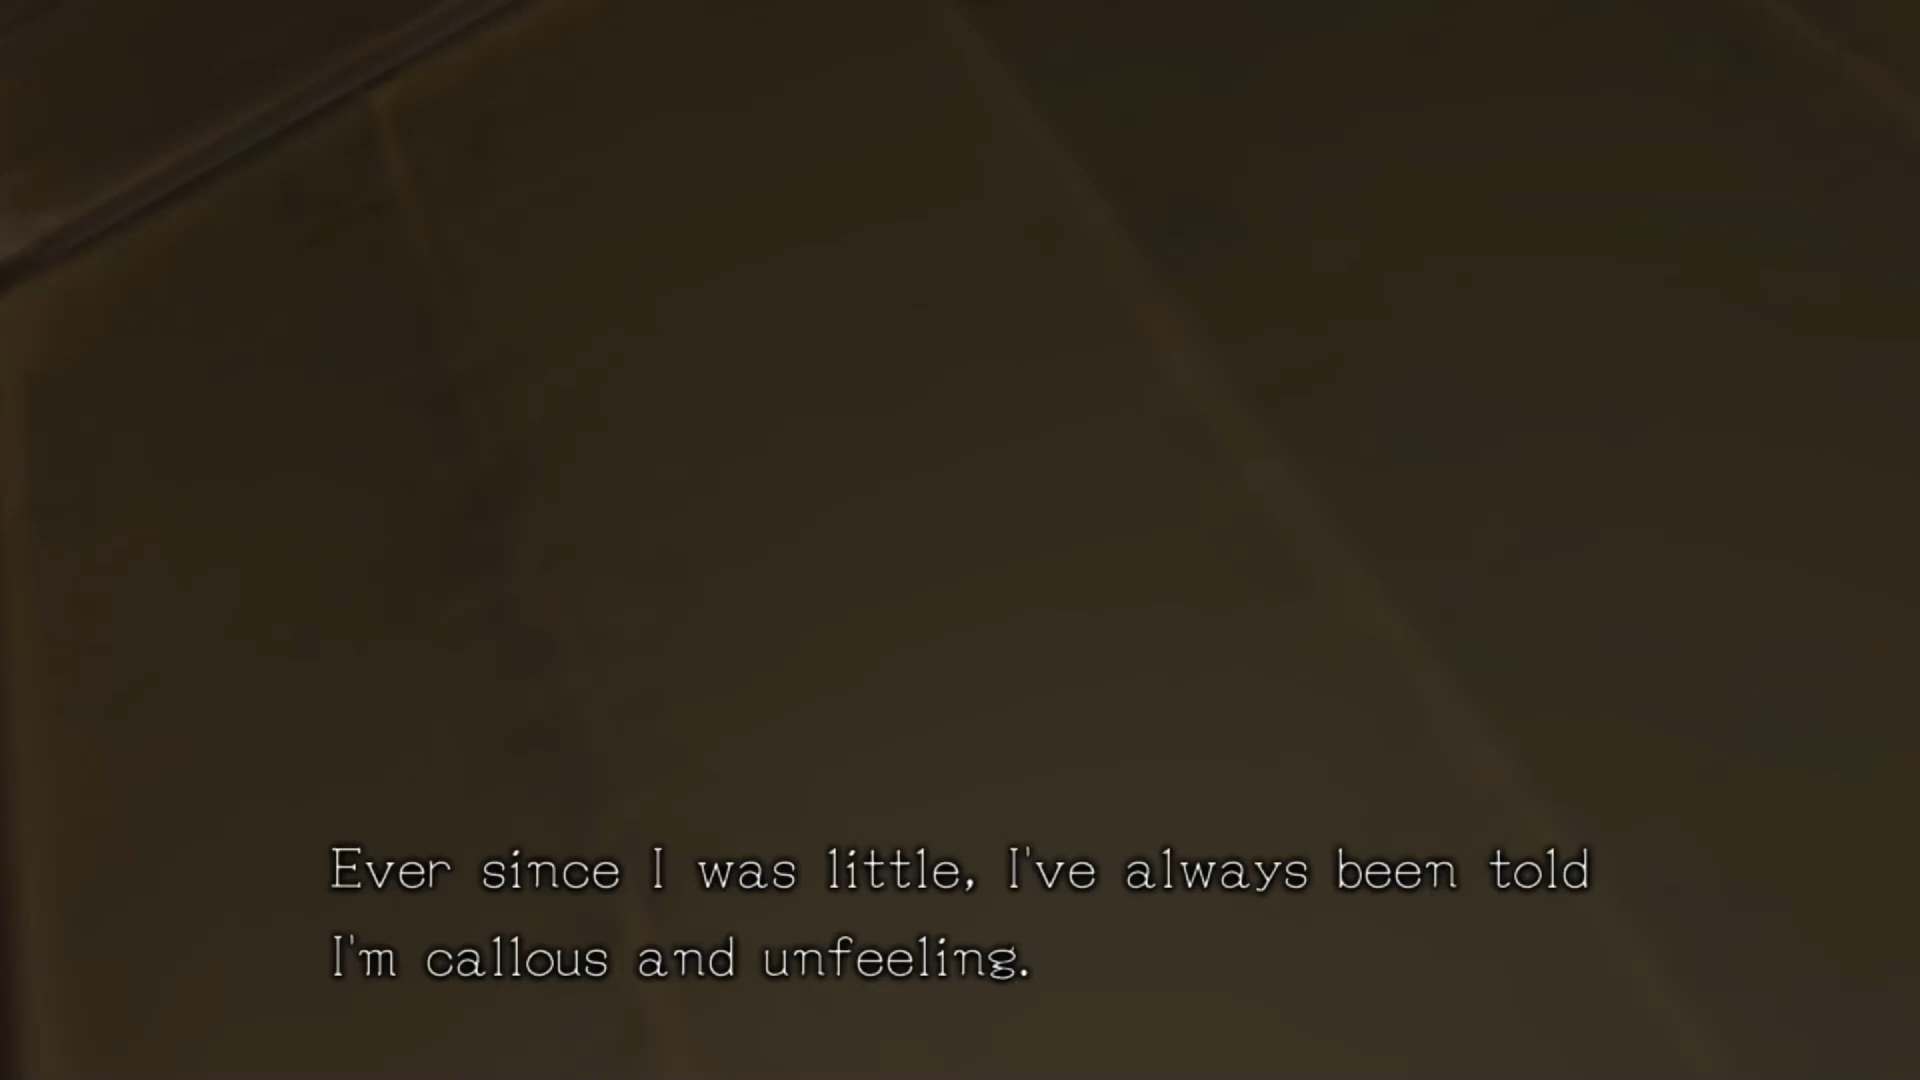 Ever since I was little, I've always been told
I'm callous and unfeeling.